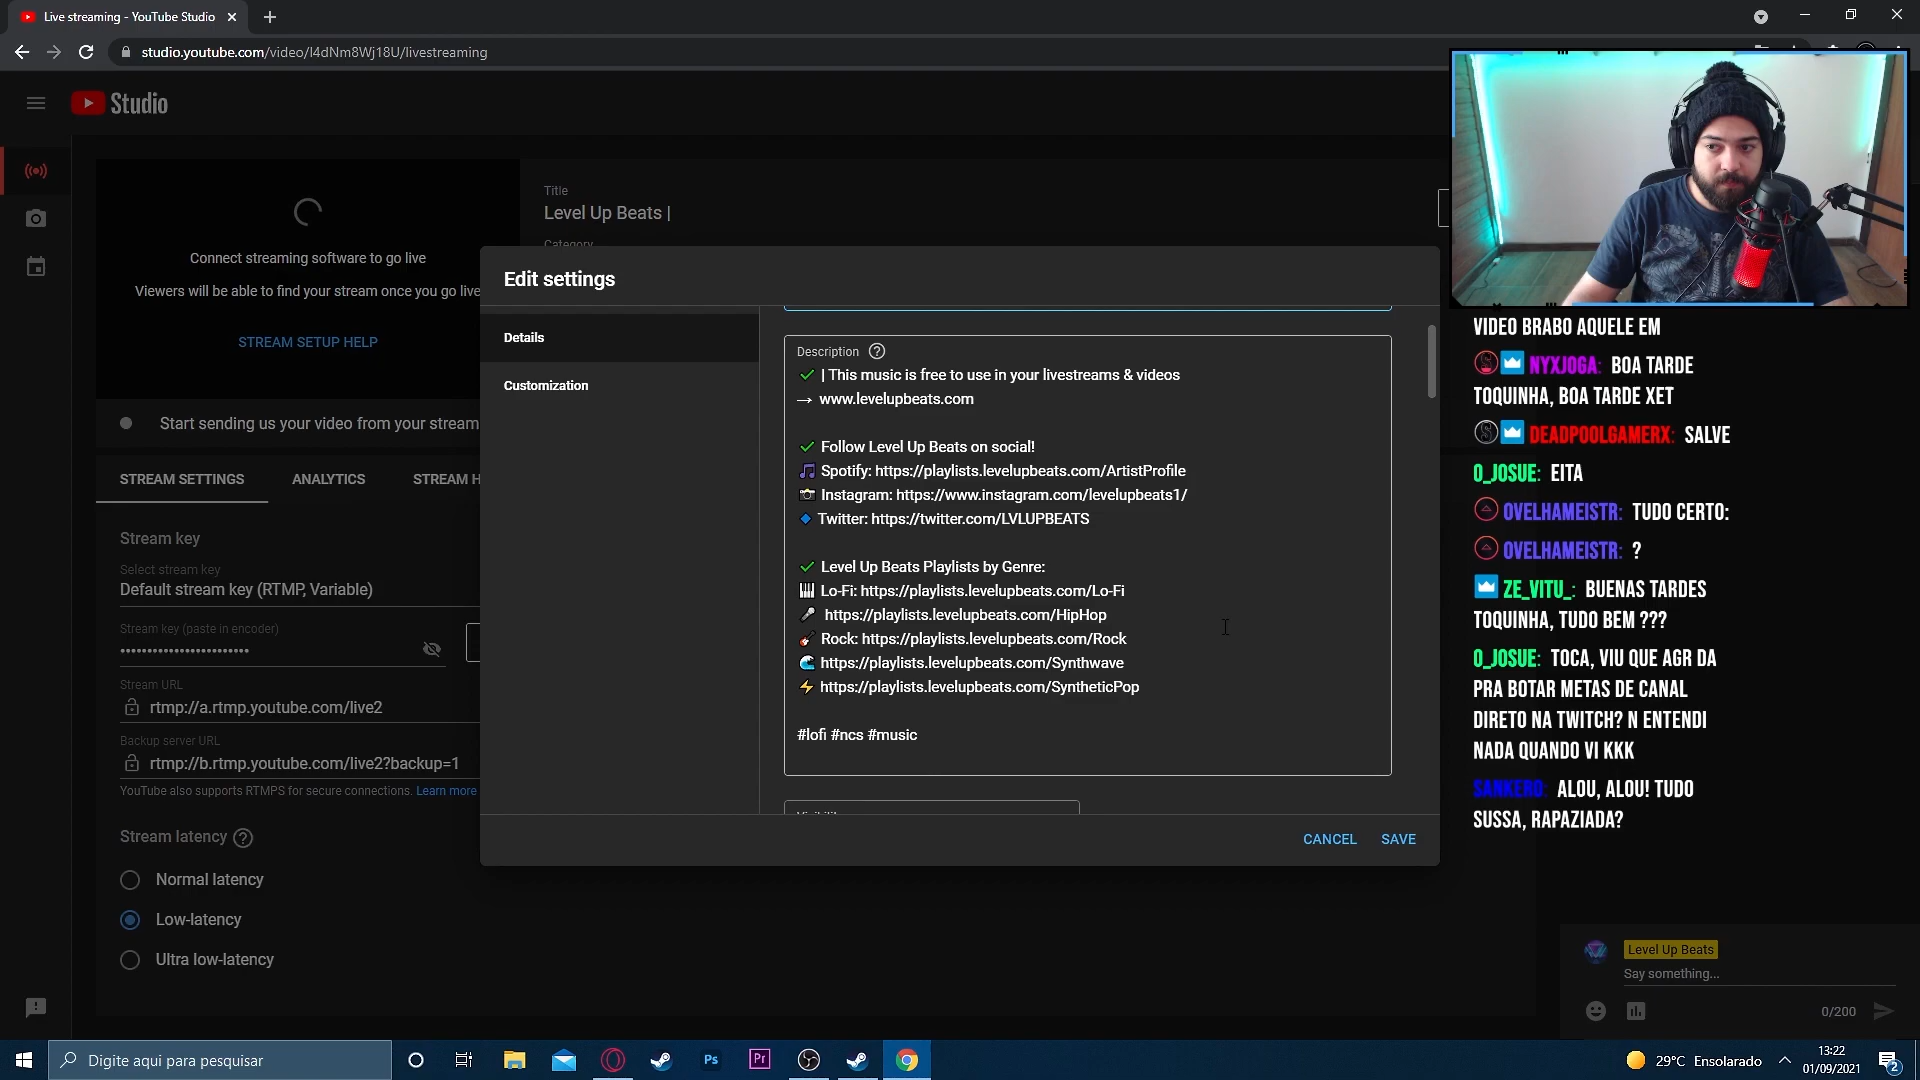 Live streaming - YouTube Studio
studio.youtube.com/video/I4dNm8Wj18U/livestreaming
Studio
Connect streaming software to go live
Viewers will be able to find your stream once you go live
STREAM SETUP HELP
Title
Level Up Beats |
Category
Start sending us your video from your stream
STREAM SETTINGS
ANALYTICS
STREAM H
Stream key
Select stream key
Default stream key (RTMP, Variable)
Stream key (paste in encoder)
Stream URL
rtmp://a.rtmp.youtube.com/live2
Backup server URL
rtmp://b.rtmp.youtube.com/live2?backup=1
YouTube also supports RTMPS for secure connections. Learn more
Stream latency
Normal latency
Low-latency
Ultra low-latency
Edit settings
Details
Customization
Description
✓ | This music is free to use in your livestreams & videos
→ www.levelupbeats.com
✓ Follow Level Up Beats on social!
🎵 Spotify: https://playlists.levelupbeats.com/ArtistProfile
📷 Instagram: https://www.instagram.com/levelupbeats1/
🔹 Twitter: https://twitter.com/LVLUPBEATS
✓ Level Up Beats Playlists by Genre:
🎹 Lo-Fi: https://playlists.levelupbeats.com/Lo-Fi
🎤 https://playlists.levelupbeats.com/HipHop
🎸 Rock: https://playlists.levelupbeats.com/Rock
🌊 https://playlists.levelupbeats.com/Synthwave
⚡ https://playlists.levelupbeats.com/SyntheticPop
#lofi #ncs #music
CANCEL
SAVE
VIDEO BRABO AQUELE EM
NYXJOGA: BOA TARDE
TOQUINHA, BOA TARDE XET
DEADPOOLGAMERX: SALVE
O_JOSUE: EITA
OVELHAMEISTR: TUDO CERTO:
OVELHAMEISTR: ?
ZE_VITU_: BUENAS TARDES
TOQUINHA, TUDO BEM ???
O_JOSUE: TOCA, VIU QUE AGR DA
PRA BOTAR METAS DE CANAL
DIRETO NA TWITCH? N ENTENDI
NADA QUANDO VI KKK
SANKERO: ALOU, ALOU! TUDO
SUSSA, RAPAZIADA?
Level Up Beats
Say something...
0/200
Digite aqui para pesquisar
Ps
Pr
29°C Ensolarado
13:22
01/09/2021
2